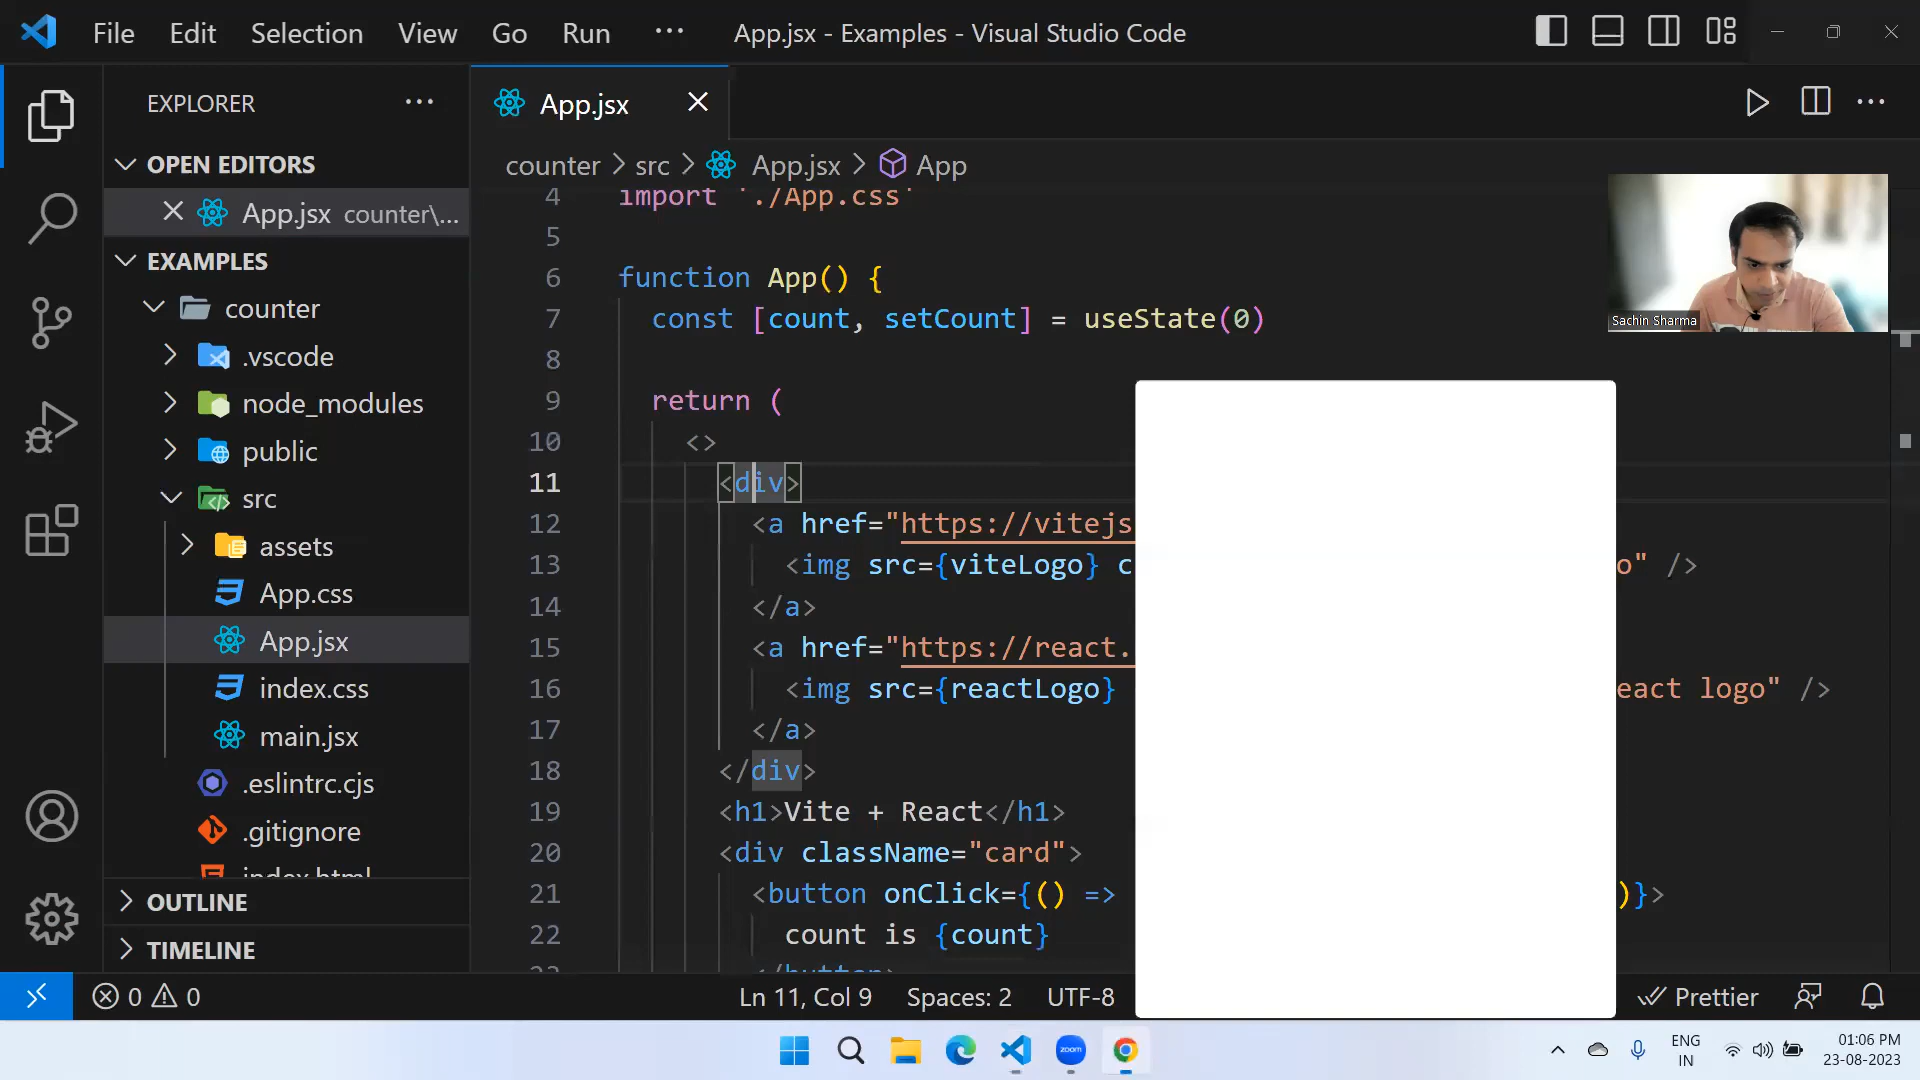 File Edit Selection View Go Run ··· App.jsx - Examples - Visual Studio Code
EXPLORER ···
OPEN EDITORS
App.jsx counter\...
EXAMPLES
counter
.vscode
node_modules
public
src
assets
App.css
App.jsx
index.css
main.jsx
.eslintrc.cjs
.gitignore
index.html
OUTLINE
TIMELINE
App.jsx
counter > src > App.jsx > App
4 import './App.css'
5
6 function App() {
7 const [count, setCount] = useState(0)
8
9 return (
10 <>
11 <div>
12 <a href="https://vitejs
13 <img src={viteLogo} c o" />
14 </a>
15 <a href="https://react.
16 <img src={reactLogo} eact logo" />
17 </a>
18 </div>
19 <h1>Vite + React</h1>
20 <div className="card">
21 <button onClick={() => )}>
22 count is {count}
23 </button>
Sachin Sharma
0 0 Ln 11, Col 9 Spaces: 2 UTF-8 Prettier
zoom
ENG
IN
01:06 PM
23-08-2023